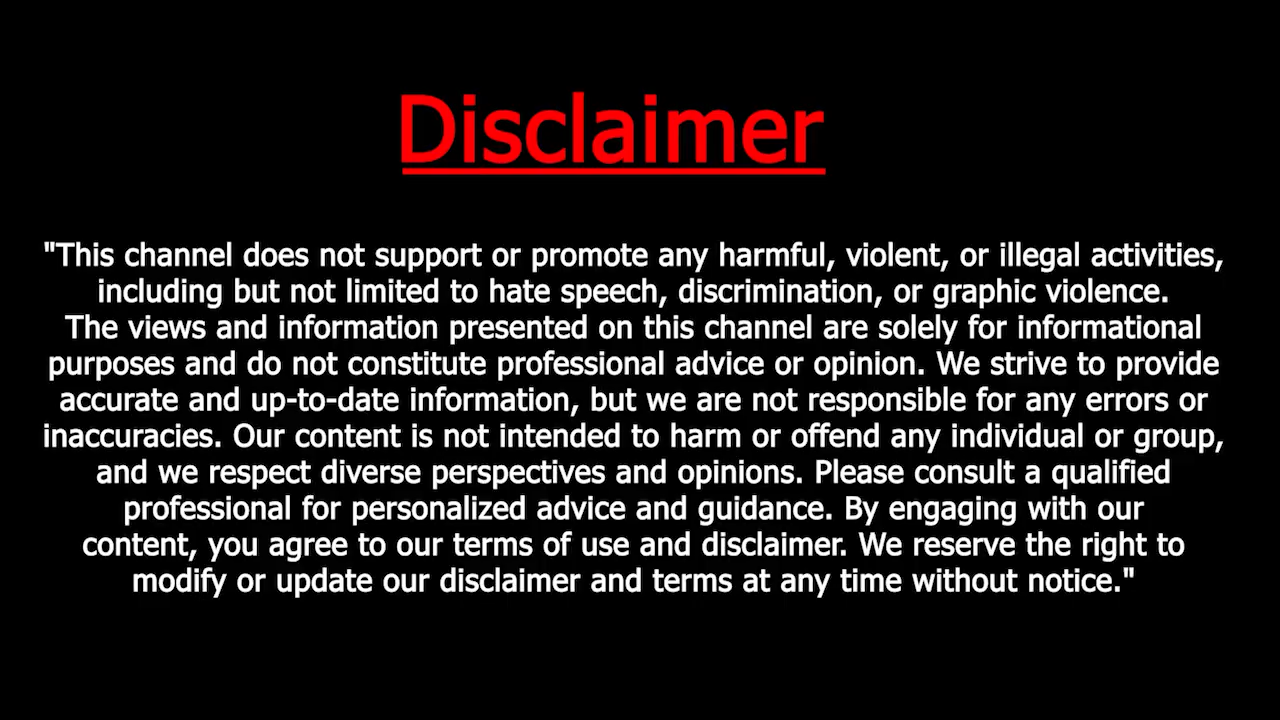 Disclaimer
"This channel does not support or promote any harmful, violent, or illegal activities,
including but not limited to hate speech, discrimination, or graphic violence.
The views and information presented on this channel are solely for informational
purposes and do not constitute professional advice or opinion. We strive to provide
accurate and up-to-date information, but we are not responsible for any errors or
inaccuracies. Our content is not intended to harm or offend any individual or group,
and we respect diverse perspectives and opinions. Please consult a qualified
professional for personalized advice and guidance. By engaging with our
content, you agree to our terms of use and disclaimer. We reserve the right to
modify or update our disclaimer and terms at any time without notice."